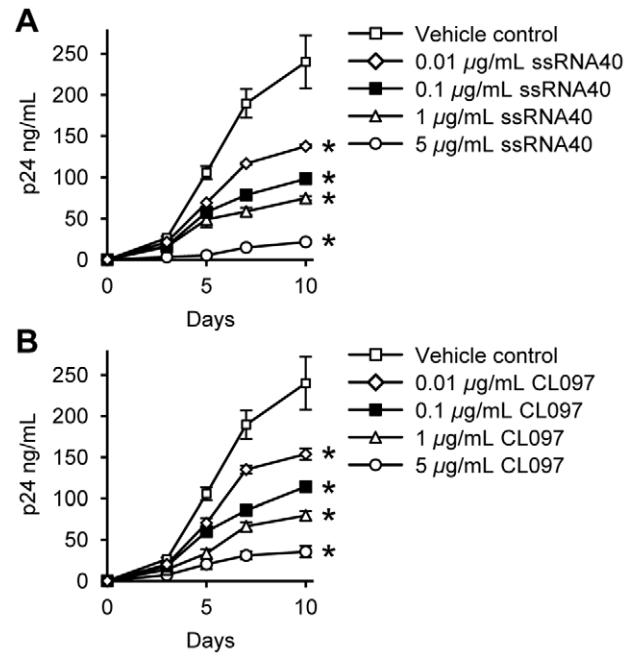 A
p24 ng/mL
250
200
150
100
50
0
0 5 10
Days
Vehicle control
0.01 µg/mL ssRNA40
0.1 µg/mL ssRNA40
1 µg/mL ssRNA40
5 µg/mL ssRNA40
*
*
*
*
B
p24 ng/mL
250
200
150
100
50
0
0 5 10
Days
Vehicle control
0.01 µg/mL CL097
0.1 µg/mL CL097
1 µg/mL CL097
5 µg/mL CL097
*
*
*
*